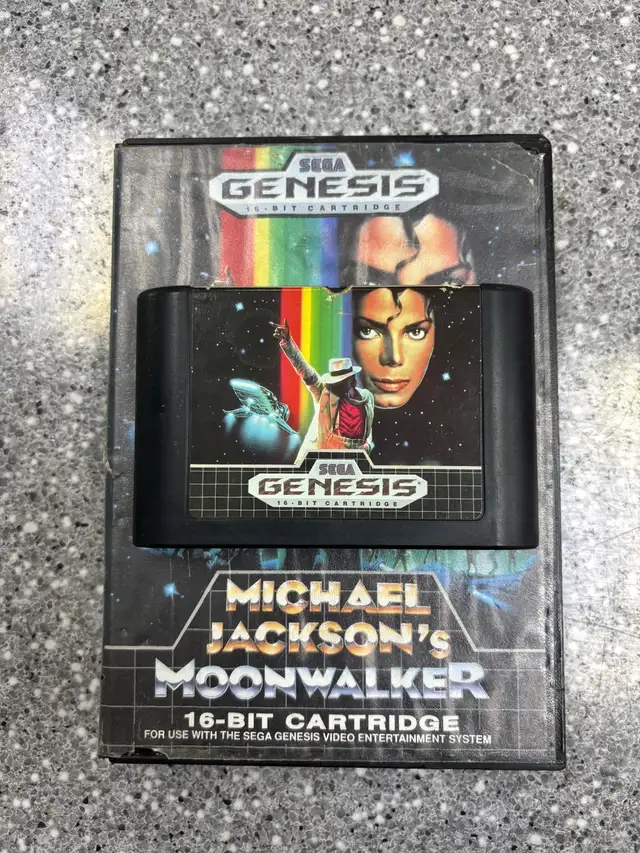 SEGA
GENESIS
16-BIT CARTRIDGE
SEGA
GENESIS
16-BIT CARTRIDGE
MICHAEL
JACKSON'S
MOONWALKER
16-BIT CARTRIDGE
FOR USE WITH THE SEGA GENESIS VIDEO ENTERTAINMENT SYSTEM